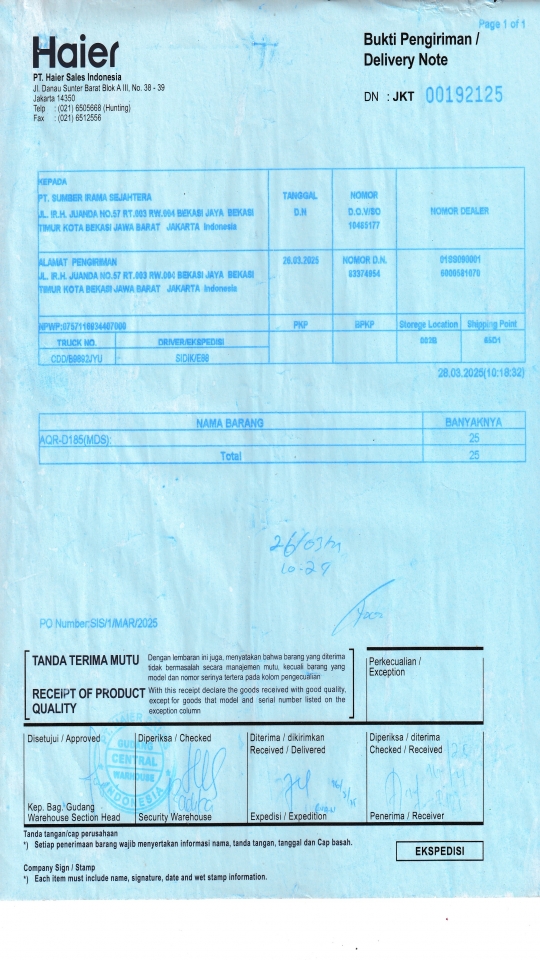 Page 1 of 1
Haier
Bukti Pengiriman /
Delivery Note
PT. Haier Sales Indonesia
Jl. Danau Sunter Barat Blok A III, No. 38 - 39
Jakarta 14350
Telp : (021) 6505668 (Hunting)
Fax : (021) 6512556
DN : JKT 00192125
KEPADA
PT. SUMBER IRAMA SEJAHTERA
JL. IR.H. JUANDA NO.57 RT.003 RW.004 BEKASI JAYA BEKASI
TIMUR KOTA BEKASI JAWA BARAT JAKARTA Indonesia
TANGGAL
D.N
NOMOR
D.O./SO
10485177
NOMOR DEALER
ALAMAT PENGIRIMAN
JL. IR.H. JUANDA NO.57 RT.003 RW.004 BEKASI JAYA BEKASI
TIMUR KOTA BEKASI JAWA BARAT JAKARTA Indonesia
26.03.2025
NOMOR D.N.
83374954
PKP
BPKP
Storage Location
Shipping Point
TRUCK NO.
DRIVER/EKSPEDISI
SIDIK/E88
28.03.2025(10:18:32)
NAMA BARANG
BANYAKNYA
AQR-D185(MDS):
25
Total
25
10-27
PO Number:SIS/1/MAR/2025
TANDA TERIMA MUTU
Dengan lembaran ini juga, menyatakan bahwa barang yang diterima
tidak bermasalah secara manajemen mutu, kecuali barang yang
model dan nomor serinya tertera pada kolom pengecualian
RECEIPT OF PRODUCT
QUALITY
With this receipt declare the goods received with good quality,
except for goods that model and serial number listed on the
exception column
Perkecualian /
Exception
Disetujui / Approved
Diperiksa / Checked
Diterima / dikirimkan
Received / Delivered
Diperiksa / diterima
Checked / Received
GUDANG
CENTRAL
WAREHOUSE
INDONESIA
Kep. Bag. Gudang
Warehouse Section Head
Security Warehouse
Expedisi / Expedition
Penerima / Receiver
Tanda tangan/cap perusahaan
*) Setiap penerimaan barang wajib menyertakan informasi nama, tanda tangan, tanggal dan Cap basah.
EKSPEDISI
Company Sign / Stamp
*) Each item must include name, signature, date and wet stamp information.